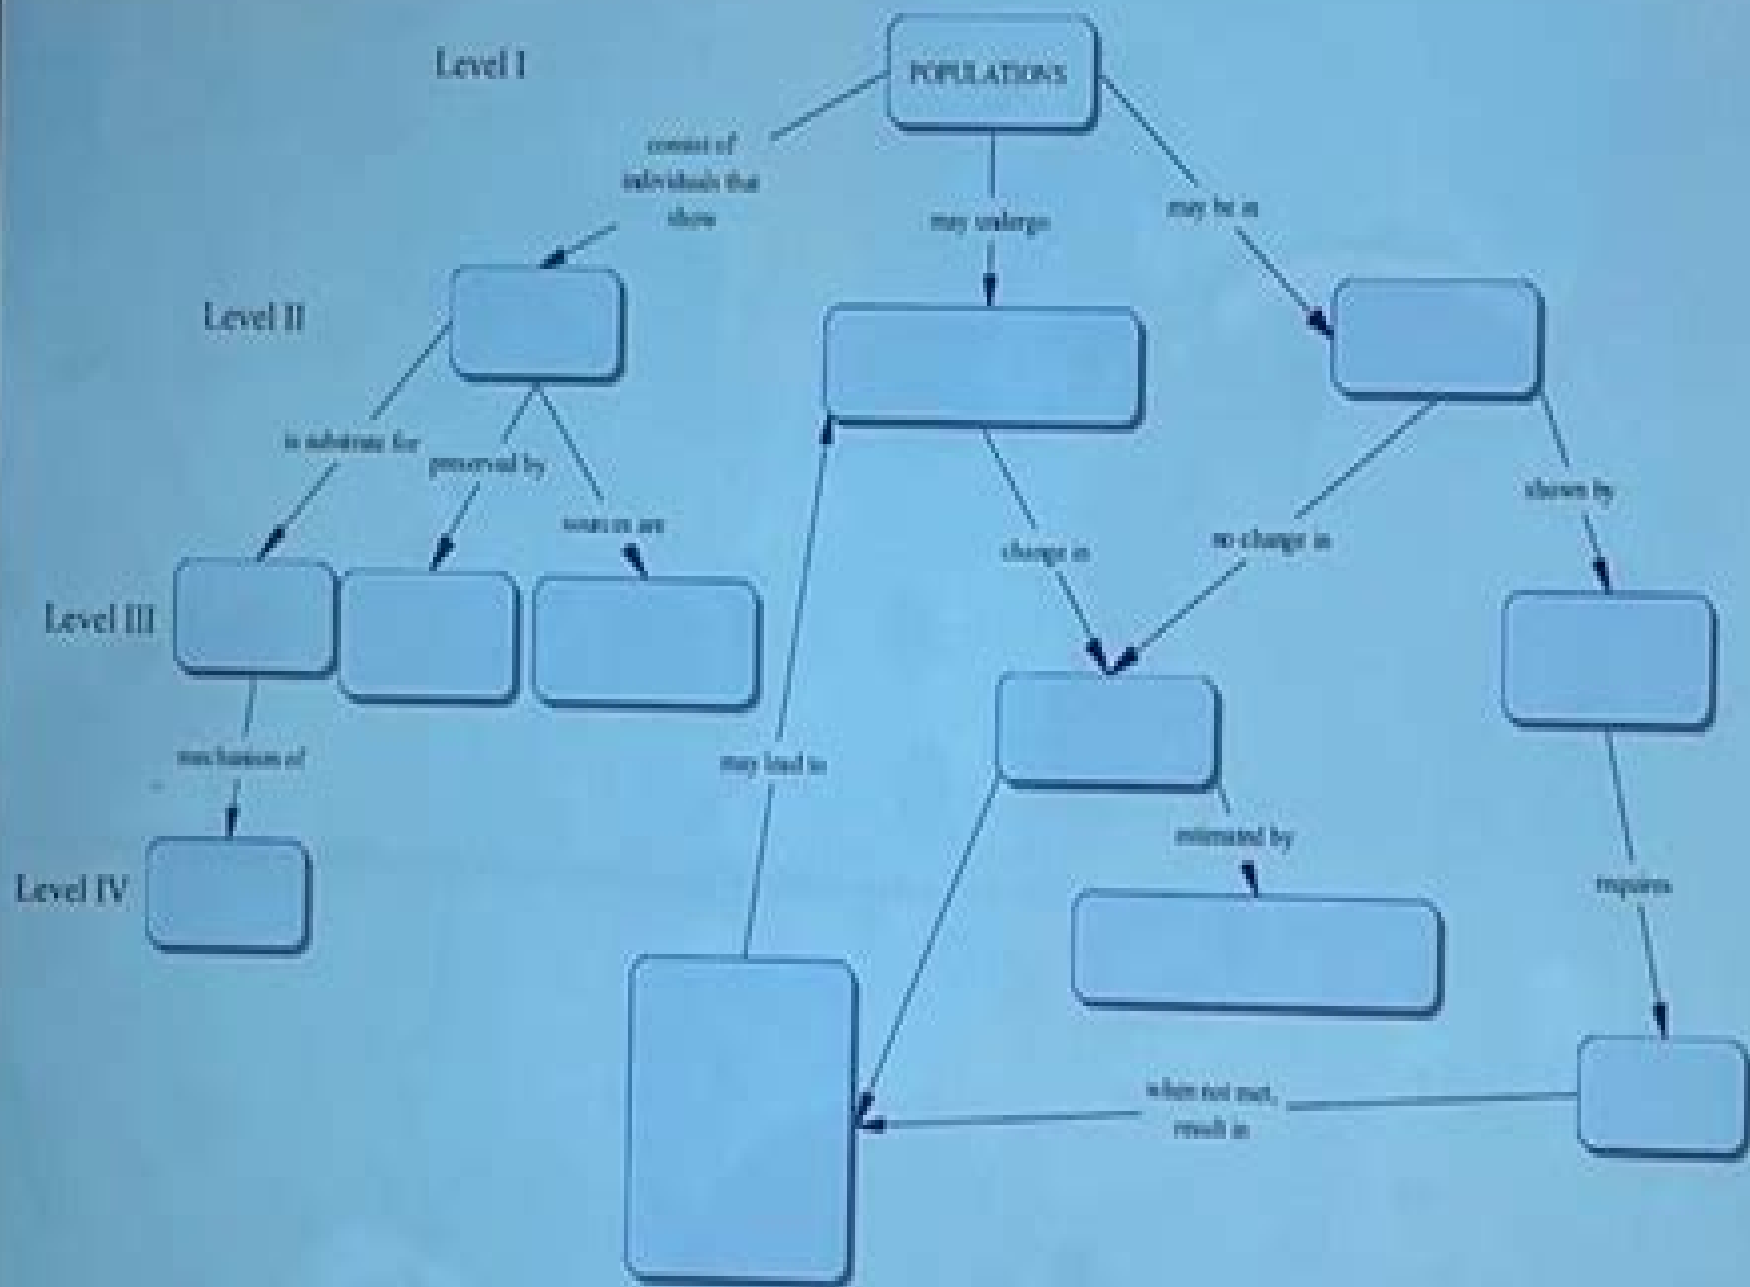 Level I
POPULATIONS
consist of
individuals that
show
may undergo
may be in
Level II
is substrate for
preserved by
sources are
shown by
change in
no change in
Level III
mechanism of
may lead to
estimated by
requires
Level IV
when not met,
result in